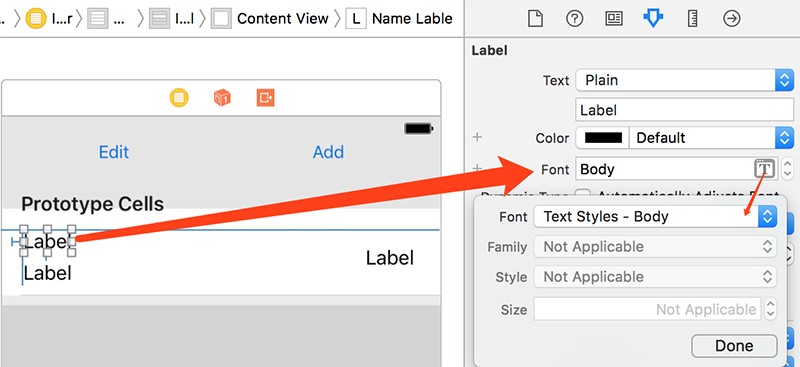 I...r
...
I...l
Content View
L Name Lable
Label
Text
Plain
Label
Color
Default
Font
Body
T
Edit
Add
Prototype Cells
Label
Label
Label
Dynamic Type
Automatically Adjusts Font
Font
Text Styles - Body
Family
Not Applicable
Style
Not Applicable
Size
Not Applicable
Done